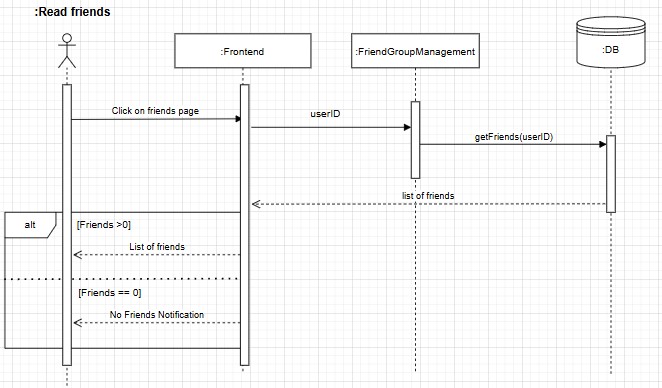 :Read friends
:Frontend
:FriendGroupManagement
:DB
Click on friends page
userID
getFriends(userID)
list of friends
alt
[Friends >0]
List of friends
[Friends == 0]
No Friends Notification